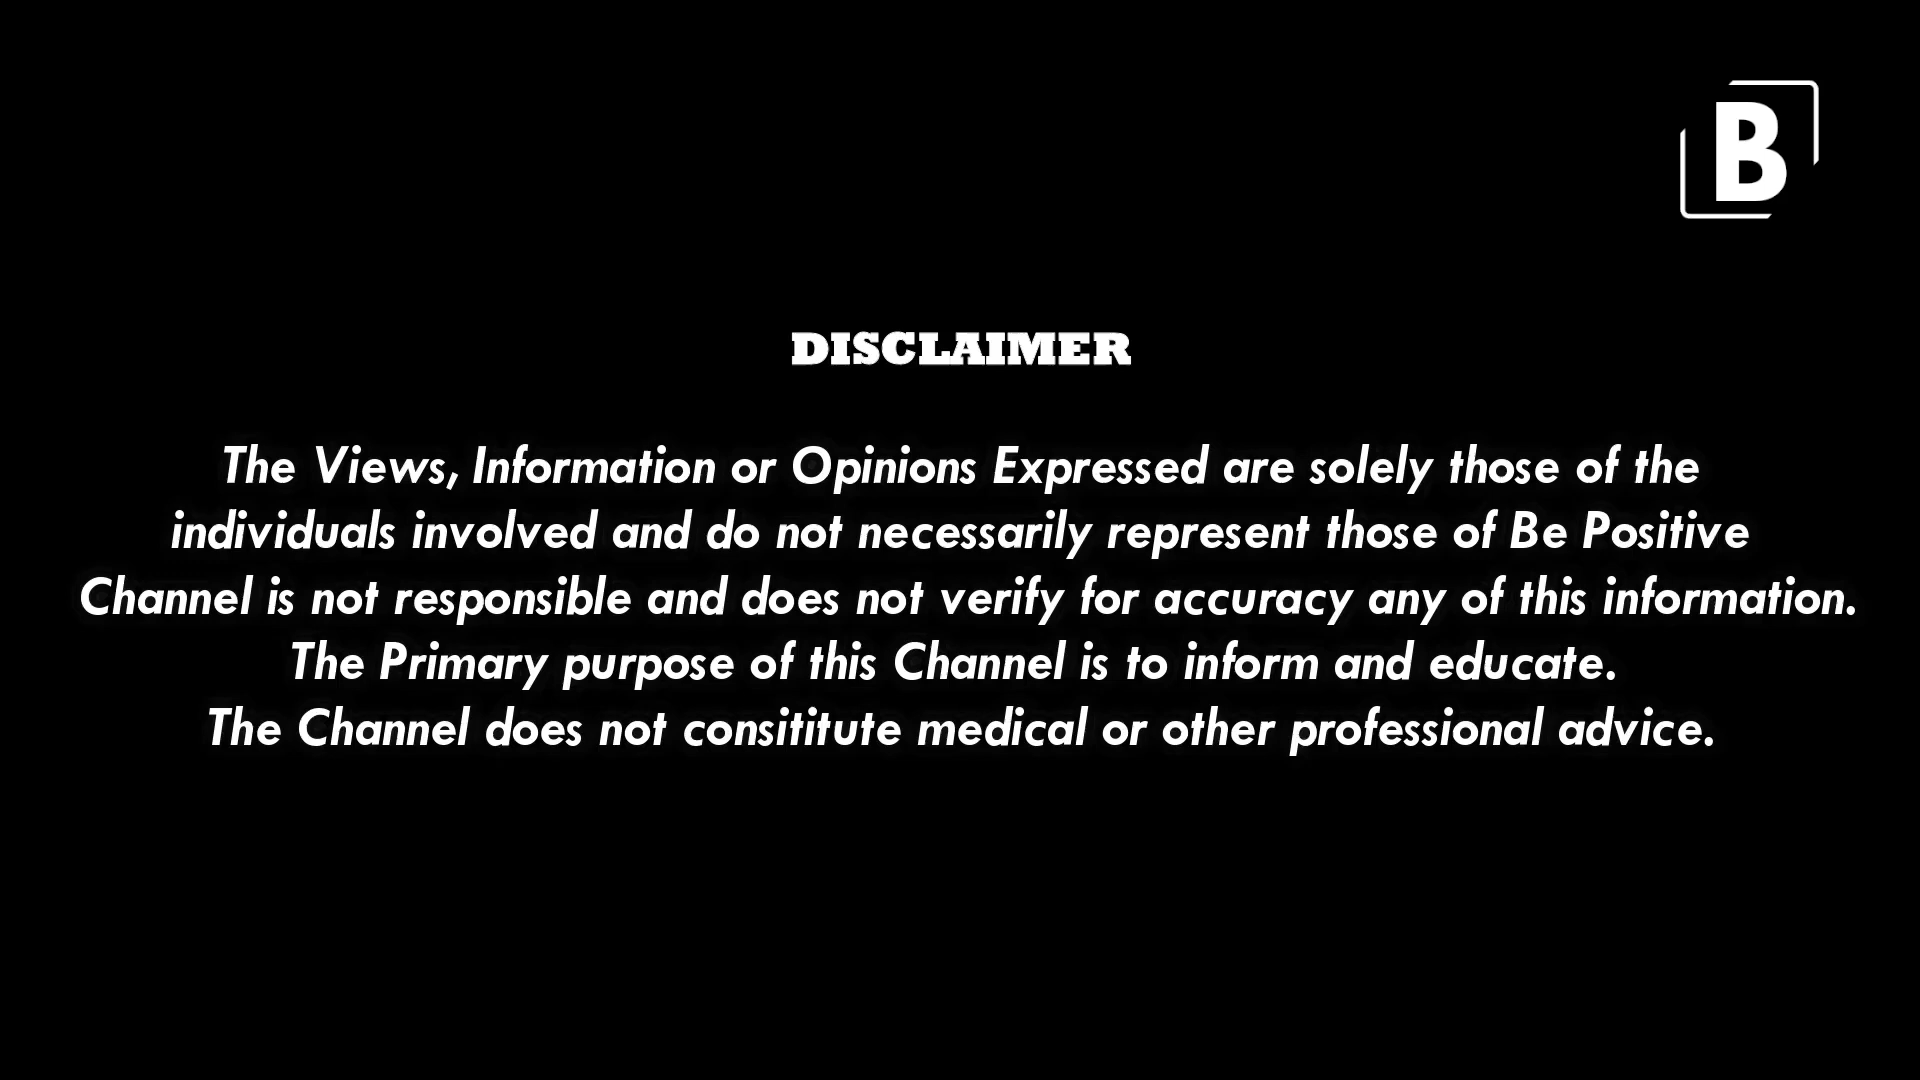 B
DISCLAIMER
The Views, Information or Opinions Expressed are solely those of the
individuals involved and do not necessarily represent those of Be Positive
Channel is not responsible and does not verify for accuracy any of this information.
The Primary purpose of this Channel is to inform and educate.
The Channel does not consititute medical or other professional advice.